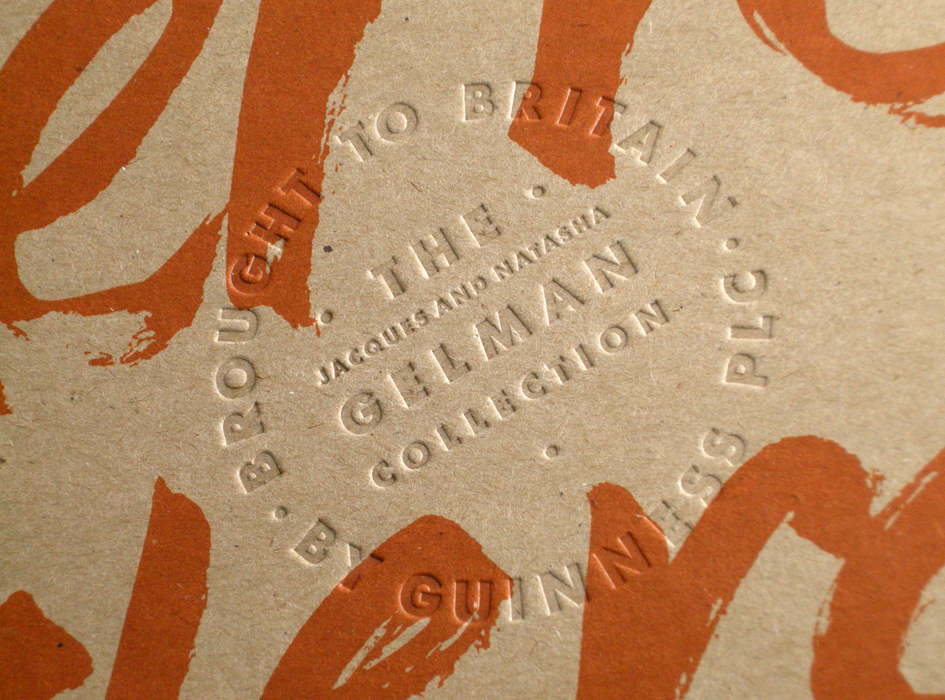 · BROUGHT TO BRITAIN ·
· THE ·
JACQUES AND NATASHA
GELMAN
COLLECTION
·
BY GUINNESS PLC ·